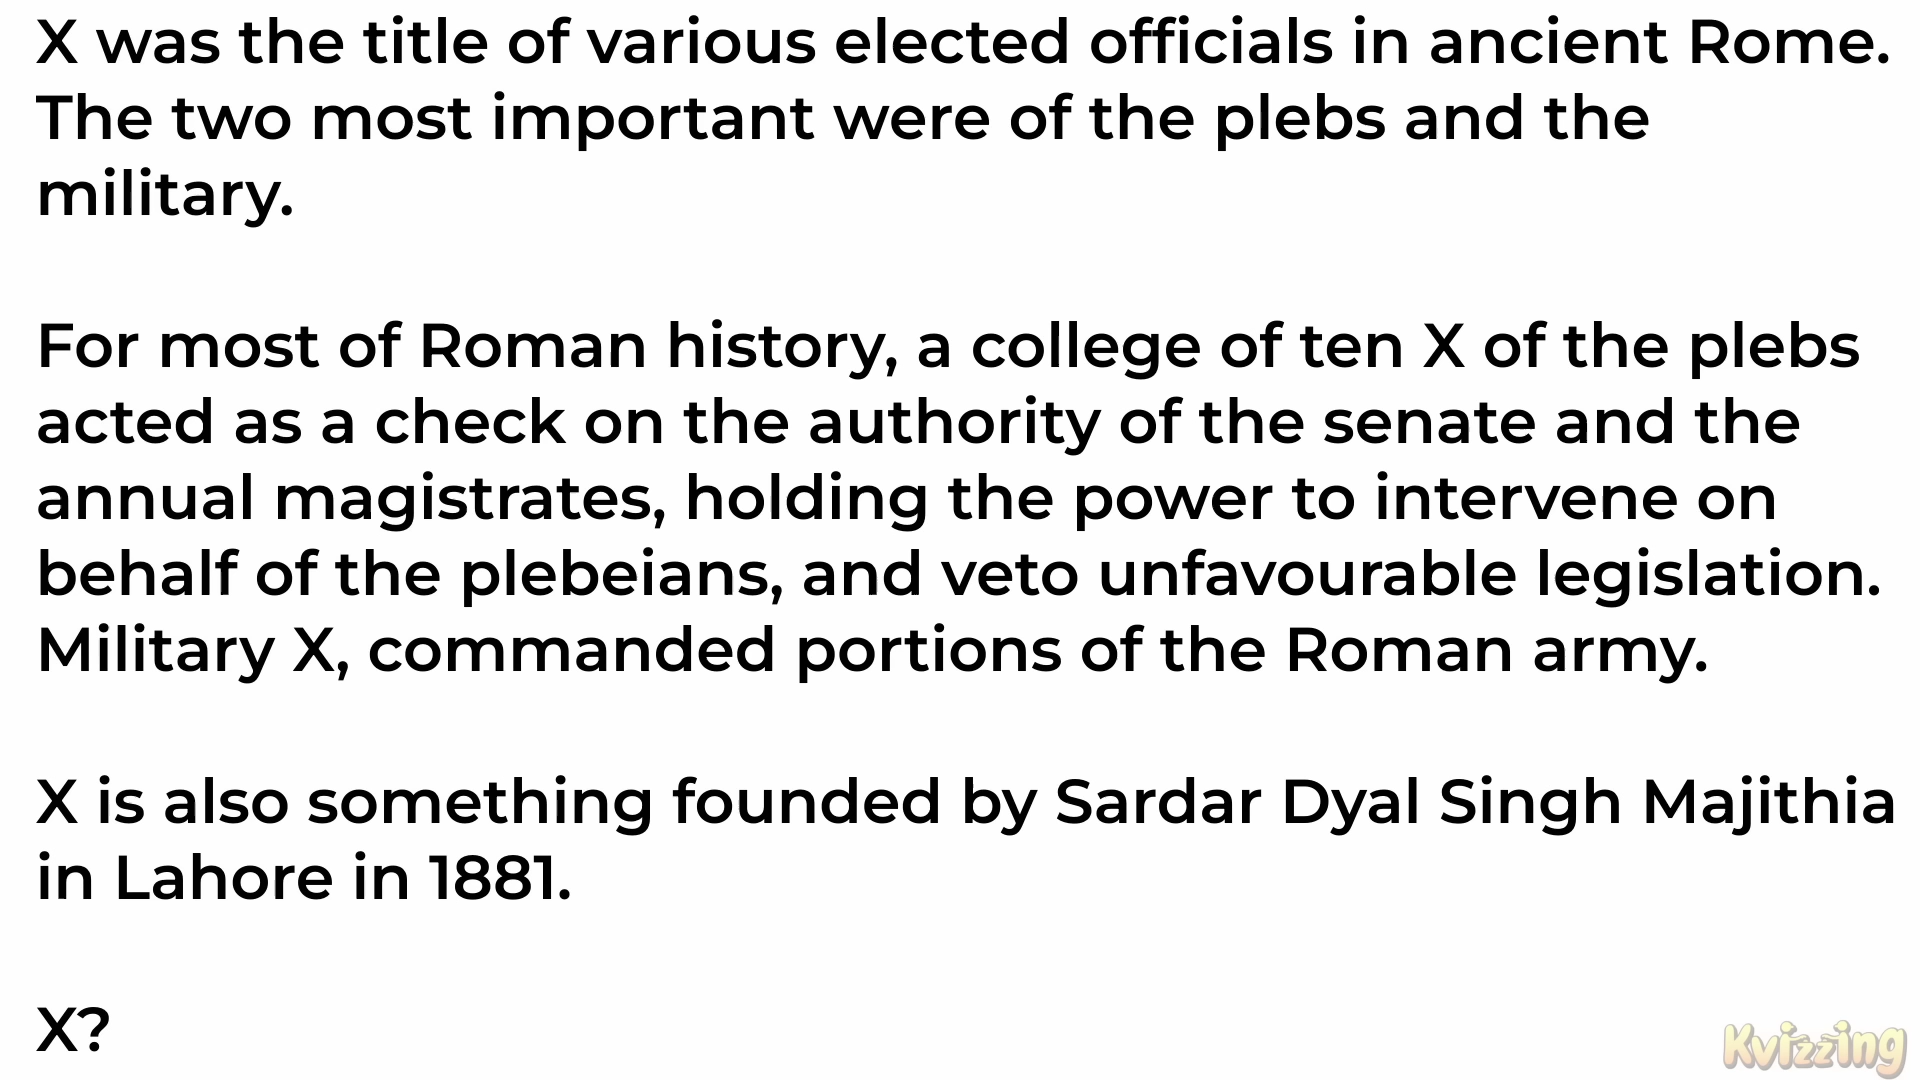 X was the title of various elected officials in ancient Rome.
The two most important were of the plebs and the
military.
For most of Roman history, a college of ten X of the plebs
acted as a check on the authority of the senate and the
annual magistrates, holding the power to intervene on
behalf of the plebeians, and veto unfavourable legislation.
Military X, commanded portions of the Roman army.
X is also something founded by Sardar Dyal Singh Majithia
in Lahore in 1881.
X?
Kvizzing